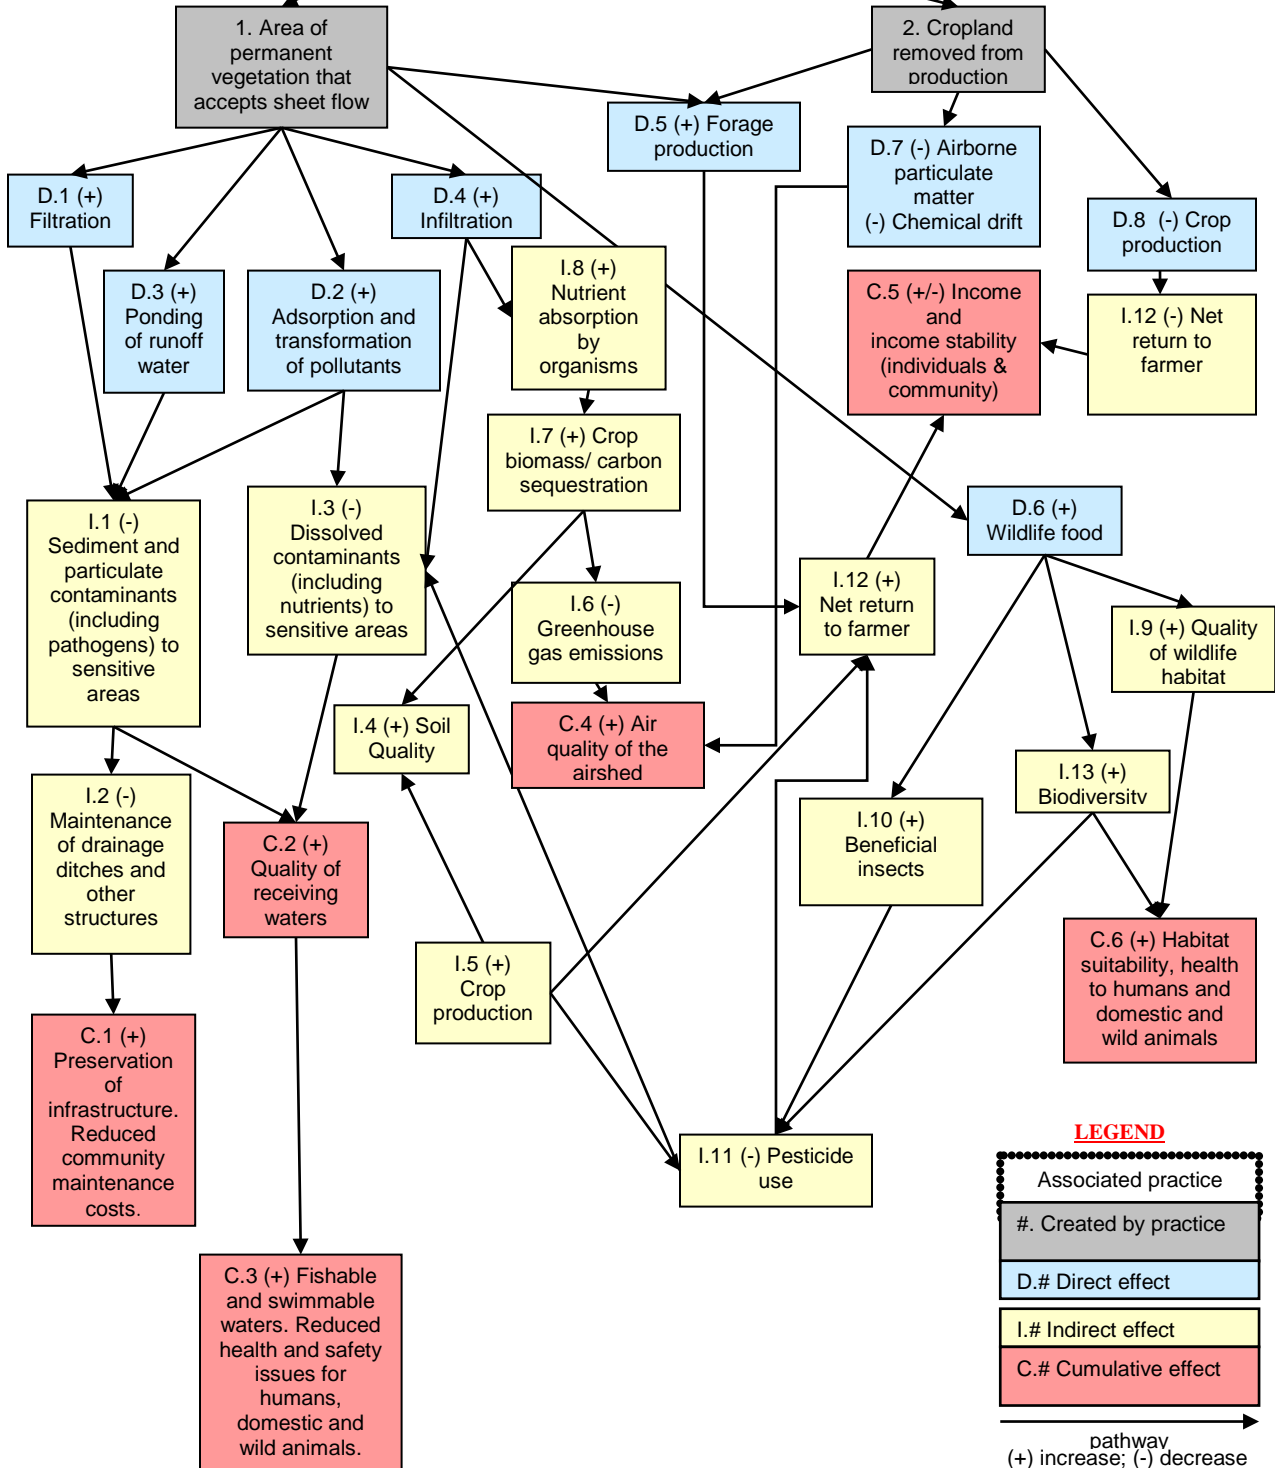 1. Area of
permanent
vegetation that
accepts sheet flow
2. Cropland
removed from
production
D.5 (+) Forage
production
D.7 (-) Airborne
particulate
matter
(-) Chemical drift
D.1 (+)
Filtration
D.4 (+)
Infiltration
D.8 (-) Crop
production
D.3 (+)
Ponding
of runoff
water
D.2 (+)
Adsorption and
transformation
of pollutants
I.8 (+)
Nutrient
absorption
by
organisms
C.5 (+/-) Income
and
income stability
(individuals &
community)
I.12 (-) Net
return to
farmer
I.7 (+) Crop
biomass/ carbon
sequestration
I.1 (-)
Sediment and
particulate
contaminants
(including
pathogens) to
sensitive
areas
I.3 (-)
Dissolved
contaminants
(including
nutrients) to
sensitive areas
D.6 (+)
Wildlife food
I.12 (+)
Net return
to farmer
I.6 (-)
Greenhouse
gas emissions
I.9 (+) Quality
of wildlife
habitat
I.4 (+) Soil
Quality
C.4 (+) Air
quality of the
airshed
I.13 (+)
Biodiversity
I.2 (-)
Maintenance
of drainage
ditches and
other
structures
C.2 (+)
Quality of
receiving
waters
I.10 (+)
Beneficial
insects
I.5 (+)
Crop
production
C.6 (+) Habitat
suitability, health
to humans and
domestic and
wild animals
C.1 (+)
Preservation
of
infrastructure.
Reduced
community
maintenance
costs.
I.11 (-) Pesticide
use
C.3 (+) Fishable
and swimmable
waters. Reduced
health and safety
issues for
humans,
domestic and
wild animals.
LEGEND
Associated practice
#. Created by practice
D.# Direct effect
I.# Indirect effect
C.# Cumulative effect
pathway
(+) increase; (-) decrease